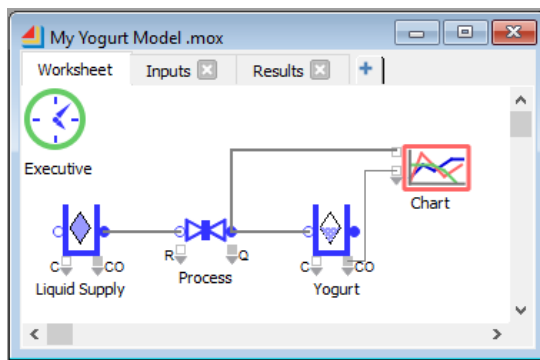 My Yogurt Model .mox
Worksheet Inputs Results
Executive
Chart
R Q
Process
C CO C CO
Liquid Supply Yogurt